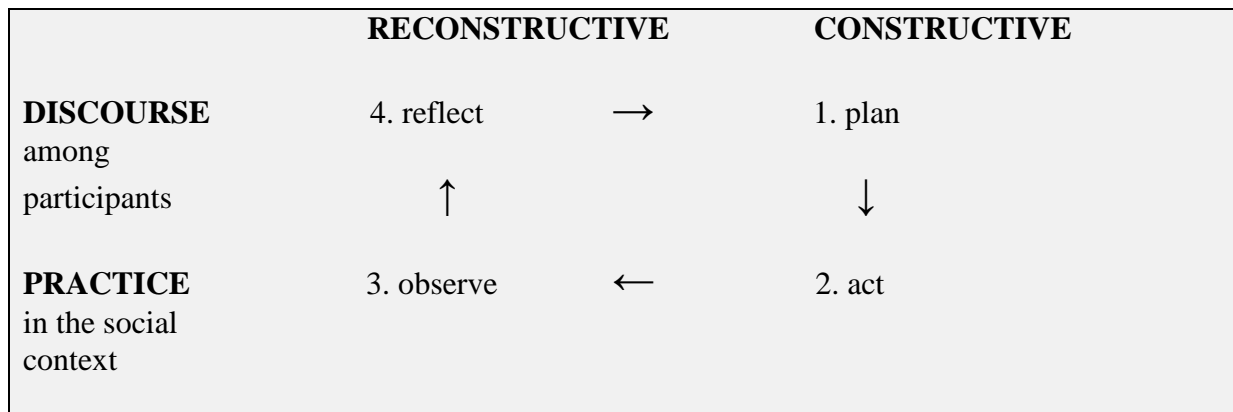 RECONSTRUCTIVE CONSTRUCTIVE
DISCOURSE 4. reflect → 1. plan
among
participants ↑ ↓
PRACTICE 3. observe ← 2. act
in the social
context